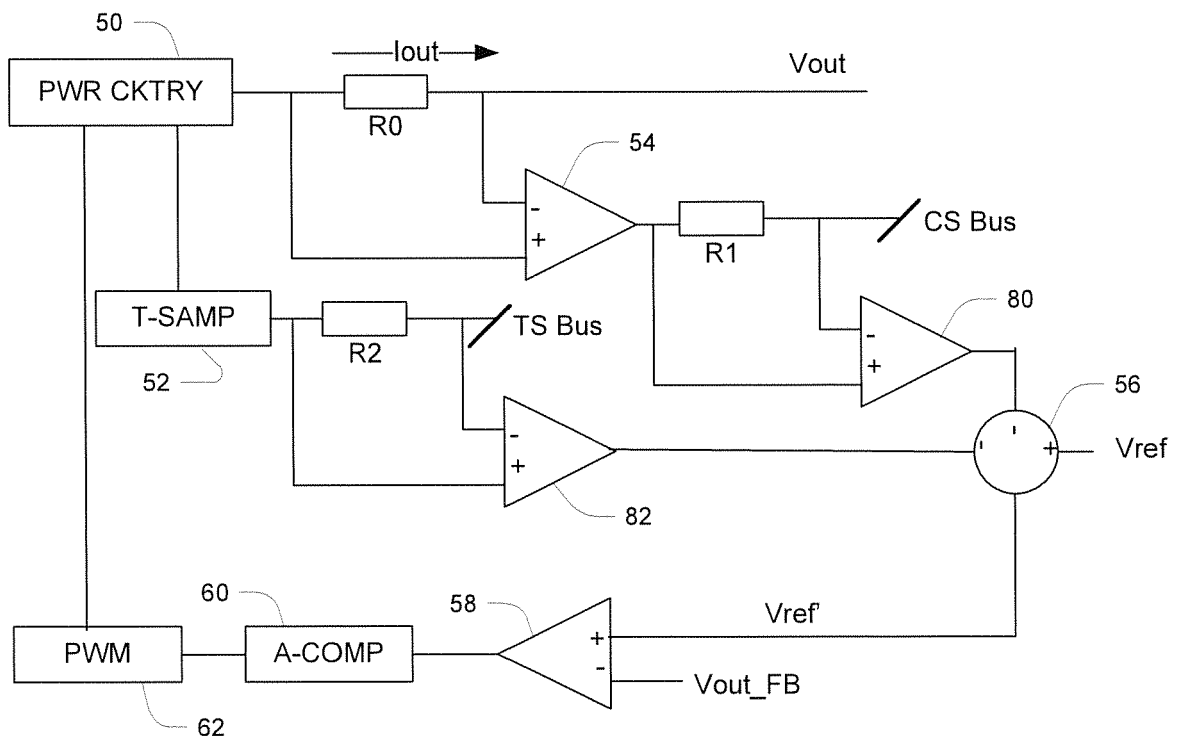 50
PWR CKTRY
Iout
Vout
R0
54
-
+
R1
CS Bus
T-SAMP
52
R2
TS Bus
80
-
+
56
-
-
+
Vref
-
+
82
60
58
Vref'
PWM
A-COMP
+
-
Vout_FB
62